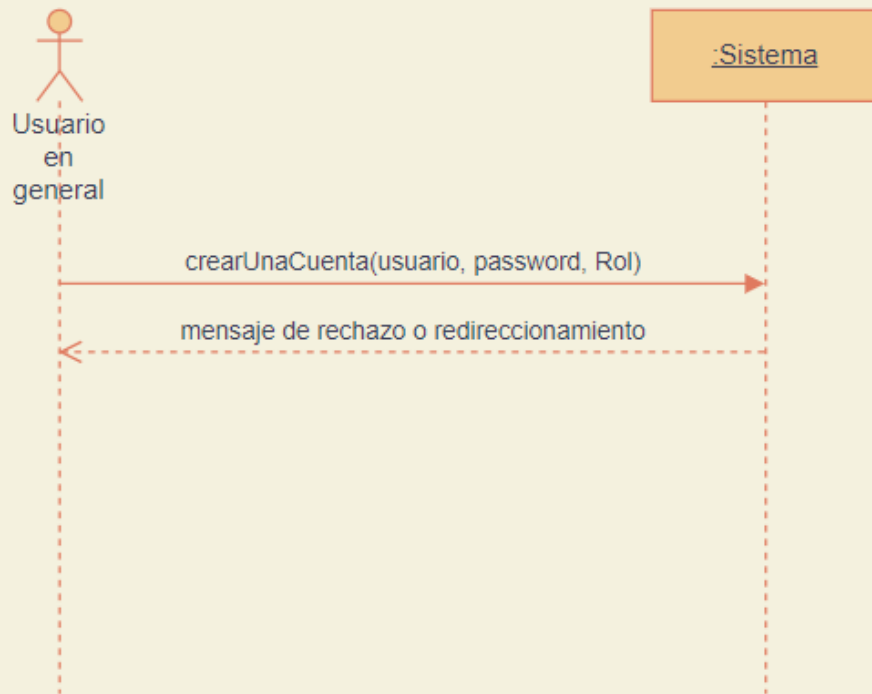 :Sistema
Usuario
en
general
crearUnaCuenta(usuario, password, Rol)
mensaje de rechazo o redireccionamiento